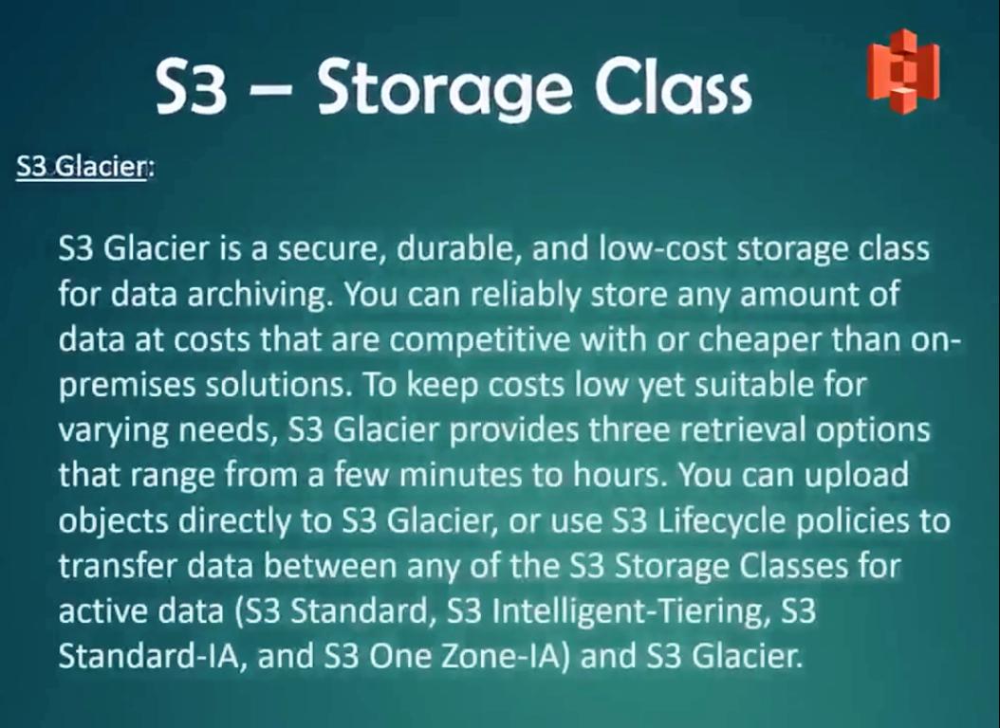 S3 – Storage Class
S3 Glacier:
S3 Glacier is a secure, durable, and low-cost storage class
for data archiving. You can reliably store any amount of
data at costs that are competitive with or cheaper than on-
premises solutions. To keep costs low yet suitable for
varying needs, S3 Glacier provides three retrieval options
that range from a few minutes to hours. You can upload
objects directly to S3 Glacier, or use S3 Lifecycle policies to
transfer data between any of the S3 Storage Classes for
active data (S3 Standard, S3 Intelligent-Tiering, S3
Standard-IA, and S3 One Zone-IA) and S3 Glacier.